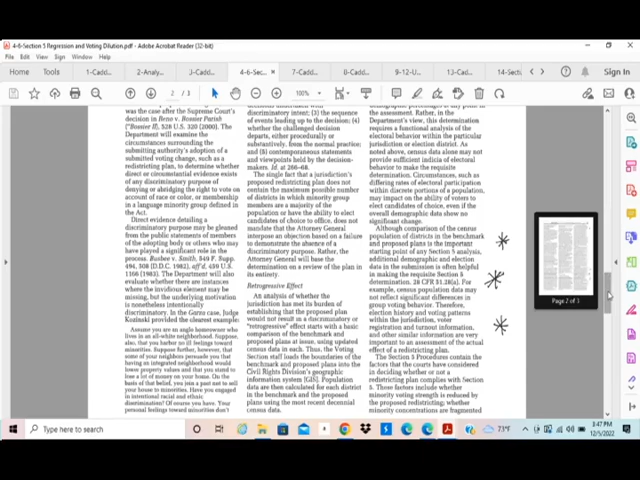 4-6-Section 5 Regression and Voting Dilution.pdf - Adobe Acrobat Reader (32-bit)
File Edit View Sign Window Help
Home Tools 1-Cadd... 2-Analy... 3-Cadd... 4-6-Sec... 7-Cadd... 0-Cadd... 9-12-U... 13-Cad... 14-Secti Sign In
2 / 3 100%
was the case after the Supreme Court's
decision in Reno v. Bossier Parish
("Bossier II), 528 U.S. 320 (2000). The
Department will examine the
circumstances surrounding the
submitting authority's adoption of a
submitted voting change, such as a
redistricting plan, to determine whether
direct or circumstantial evidence exists
of any discriminatory purpose of
denying or abridging the right to vote on
account of race or color, or membership
in a language minority group defined in
the Act.
Direct evidence detailing a
discriminatory purpose may be gleaned
from the public statements of members
of the adopting body or others who may
have played a significant role in the
process. Busbee v. Smith, 549 F. Supp.
494, 508 (D.D.C. 1982), aff'd, 459 U.S.
1166 (1983). The Department will also
evaluate whether there are instances
where the invidious element may be
missing, but the underlying motivation
is nonetheless intentionally
discriminatory. In the Garza case, Judge
Kozinski provided the clearest example:
Assume you are an anglo homeowner who
lives in an all-white neighborhood. Suppose,
also, that you harbor no ill feelings toward
minorities. Suppose further, however, that
some of your neighbors persuade you that
having an integrated neighborhood would
lower property values and that you stand to
lose a lot of money on your home. On the
basis of that belief, you join a pact not to sell
your house to minorities. Have you engaged
in intentional racial and ethnic
discrimination? Of course you have. Your
personal feelings toward minorities don't
discriminatory intent; (3) the sequence of
events leading up to the decision; (4)
whether the challenged decision
departs, either procedurally or
substantively, from the normal practice;
and (5) contemporaneous statements
and viewpoints held by the decision-
makers. Id. at 266-68.
The single fact that a jurisdiction's
proposed redistricting plan does not
contain the maximum possible number
of districts in which minority group
members are a majority of the
population or have the ability to elect
candidates of choice to office, does not
mandate that the Attorney General
interpose an objection based on a failure
to demonstrate the absence of a
discriminatory purpose. Rather, the
Attorney General will base the
determination on a review of the plan in
its entirety.
Retrogressive Effect
An analysis of whether the
jurisdiction has met its burden of
establishing that the proposed plan
would not result in a discriminatory or
"retrogressive" effect starts with a basic
comparison of the benchmark and
proposed plans at issue, using updated
census data in each. Thus, the Voting
Section staff loads the boundaries of the
benchmark and proposed plans into the
Civil Rights Division's geographic
information system [GIS]. Population
data are then calculated for each district
in the benchmark and the proposed
plans using the most recent decennial
census data.
the assessment. Rather, in the
Department's view, this determination
requires a functional analysis of the
electoral behavior within the particular
jurisdiction or election district. As
noted above, census data alone may not
provide sufficient indicia of electoral
behavior to make the requisite
determination. Circumstances, such as
differing rates of electoral participation
within discrete portions of a population,
may impact on the ability of voters to
elect candidates of choice, even if the
overall demographic data show no
significant change.
Although comparison of the census
population of districts in the benchmark
and proposed plans is the important
starting point of any Section 5 analysis,
additional demographic and election
data in the submission is often helpful
in making the requisite Section 5
determination. 28 CFR 51.28(a). For
example, census population data may
not reflect significant differences in
group voting behavior. Therefore,
election history and voting patterns
within the jurisdiction, voter
registration and turnout information,
and other similar information are very
important to an assessment of the actual
effect of a redistricting plan.
The Section 5 Procedures contain the
factors that the courts have considered
in deciding whether or not a
redistricting plan complies with Section
5. Those factors include whether
minority voting strength is reduced by
the proposed redistricting; whether
minority concentrations are fragmented
Page 2 of 3
Type here to search
73°F
3:47 PM
12/5/2022